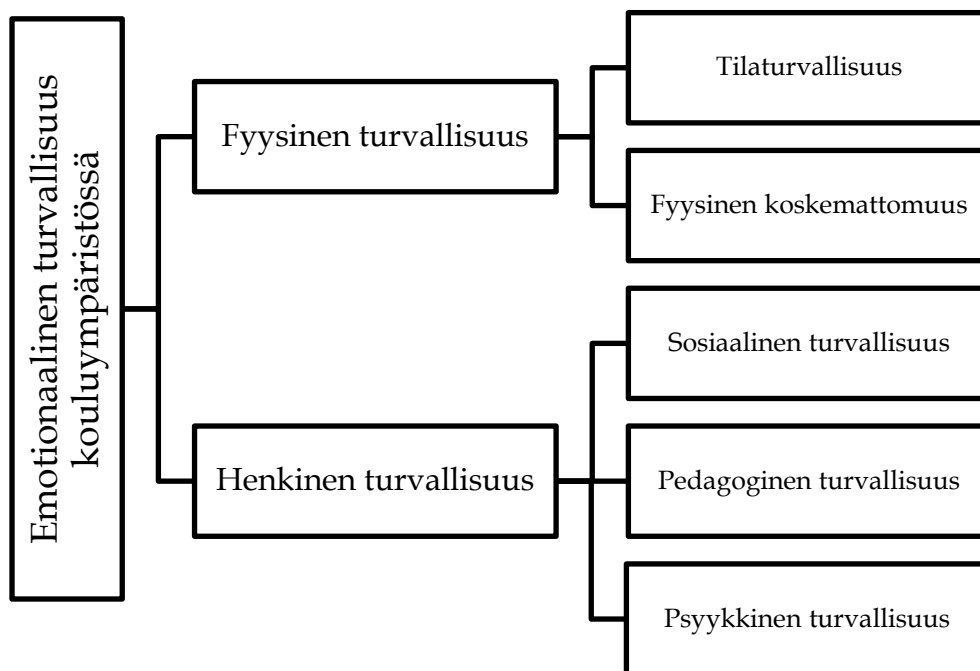 Emotionaalinen turvallisuus
kouluympäristössä
Fyysinen turvallisuus
Tilaturvallisuus
Fyysinen koskemattomuus
Henkinen turvallisuus
Sosiaalinen turvallisuus
Pedagoginen turvallisuus
Psyykkinen turvallisuus